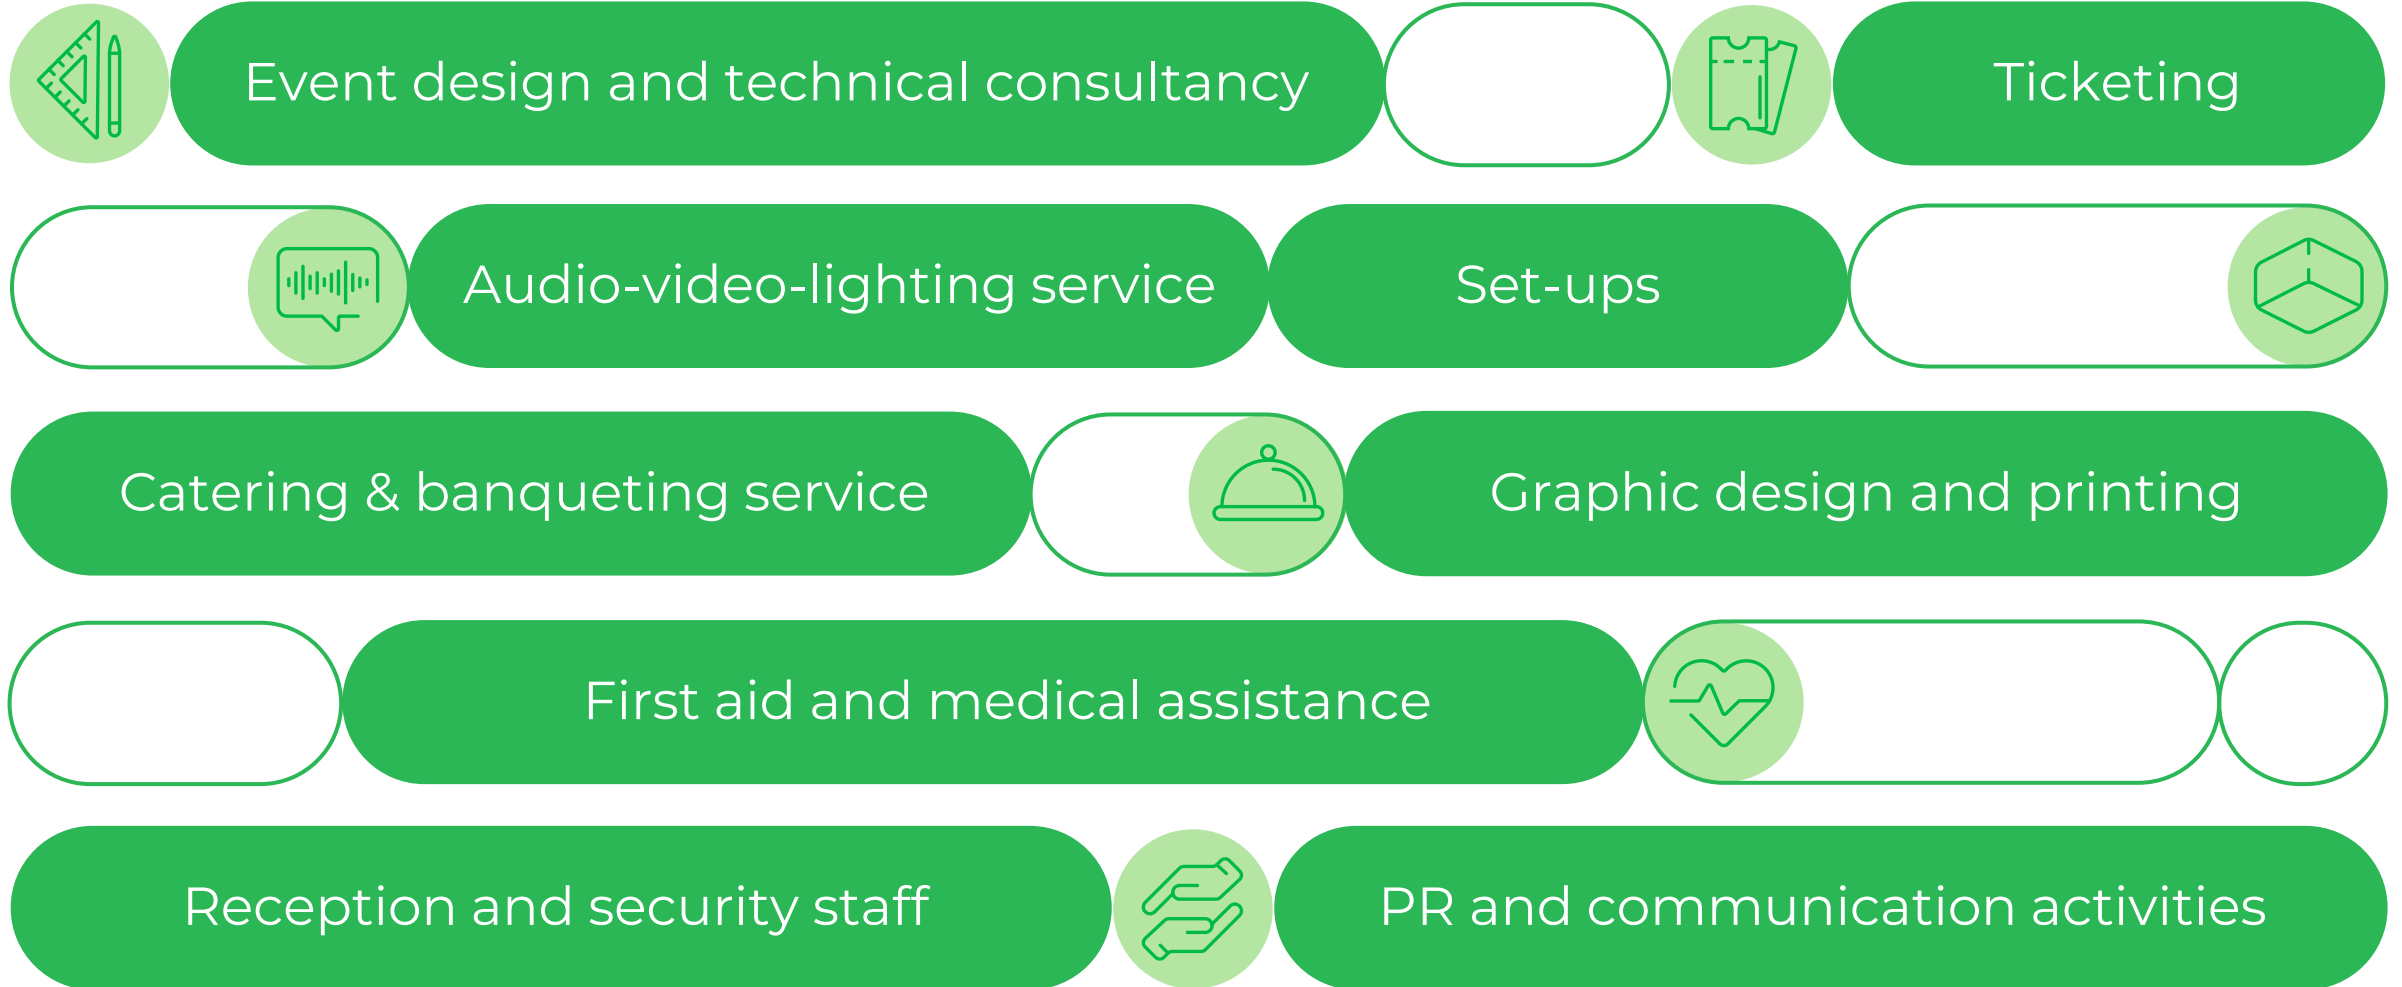 Event design and technical consultancy
Ticketing
Audio-video-lighting service
Set-ups
Catering & banqueting service
Graphic design and printing
First aid and medical assistance
Reception and security staff
PR and communication activities